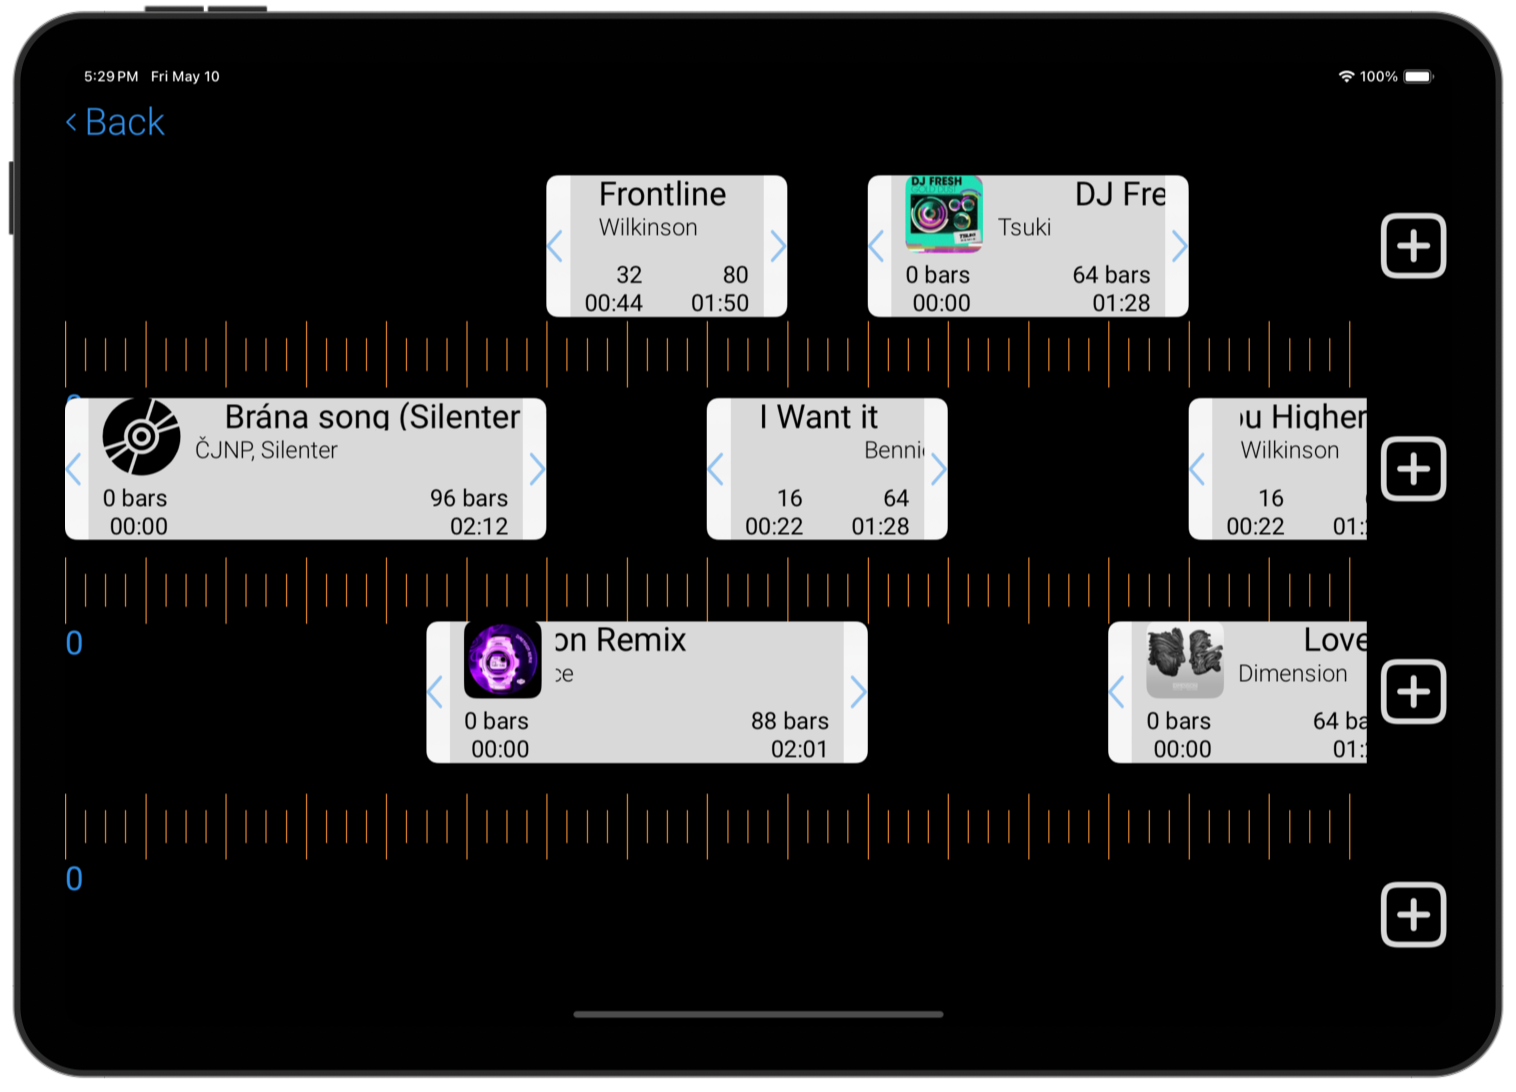 5:29 PM Fri May 10
100%
Back
Frontline
Wilkinson
32 80
00:44 01:50
DJ FRESH
GOLD DUST
DJ Fre
Tsuki
0 bars 64 bars
00:00 01:28
Brána song (Silenter
ČJNP, Silenter
0 bars 96 bars
00:00 02:12
I Want it
Benni
16 64
00:22 01:28
ou Higher
Wilkinson
16
00:22 01:
0
on Remix
ce
0 bars 88 bars
00:00 02:01
Love
Dimension
0 bars 64 ba
00:00 01:
0